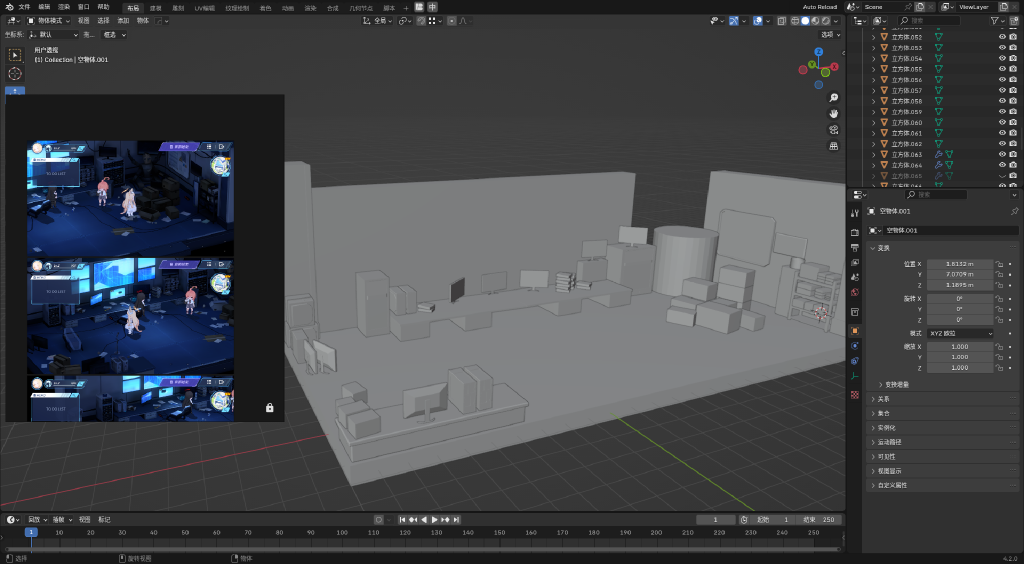 文件 编辑 渲染 窗口 帮助 布局 建模 雕刻 UV编辑 纹理绘制 着色 动画 渲染 合成 几何节点 脚本 +
Auto Reload
Scene
ViewLayer
物体模式 视图 选择 添加 物体
全局
坐标系: 默认 拖... 框选
选项
用户透视
(1) Collection | 空物体.001
TO DO LIST
TO DO LIST
TO DO LIST
搜索
立方体.052
立方体.053
立方体.054
立方体.055
立方体.056
立方体.057
立方体.058
立方体.059
立方体.060
立方体.061
立方体.062
立方体.063
立方体.064
立方体.065
搜索
空物体.001
空物体.001
变换
位置 X 1.8132 m
Y 7.0709 m
Z 1.1895 m
旋转 X 0°
Y 0°
Z 0°
模式 XYZ 欧拉
缩放 X 1.000
Y 1.000
Z 1.000
变换增量
关系
集合
实例化
运动路径
可见性
视图显示
自定义属性
回放 插帧 视图 标记
1
起始 1 结束 250
1 10 20 30 40 50 60 70 80 90 100 110 120 130 140 150 160 170 180 190 200 210 220 230 240 250
选择 旋转视图 物体
4.2.0